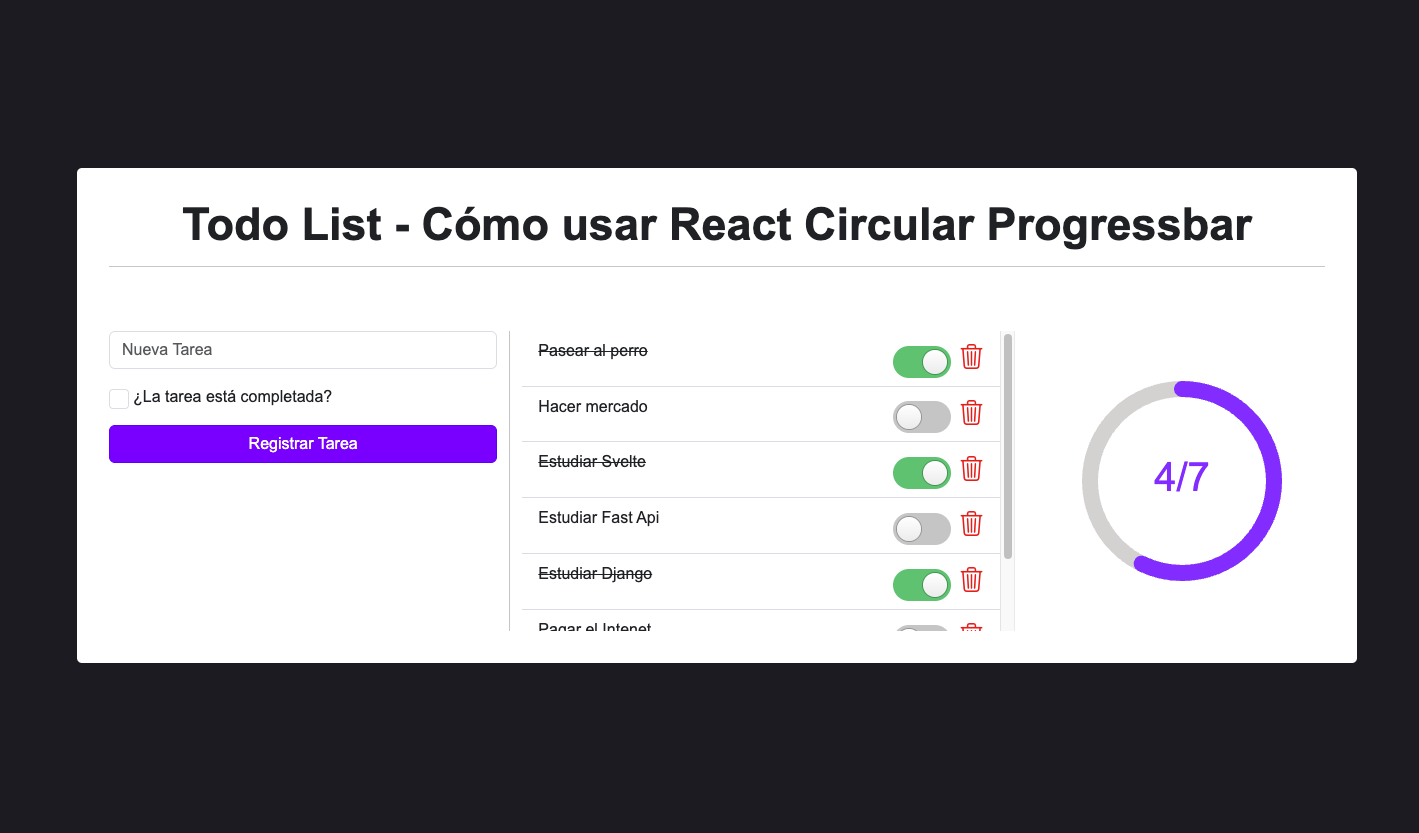 Todo List - Cómo usar React Circular Progressbar
Nueva Tarea
¿La tarea está completada?
Registrar Tarea
Pasear al perro
Hacer mercado
Estudiar Svelte
Estudiar Fast Api
Estudiar Django
Pagar el Intenet
4/7